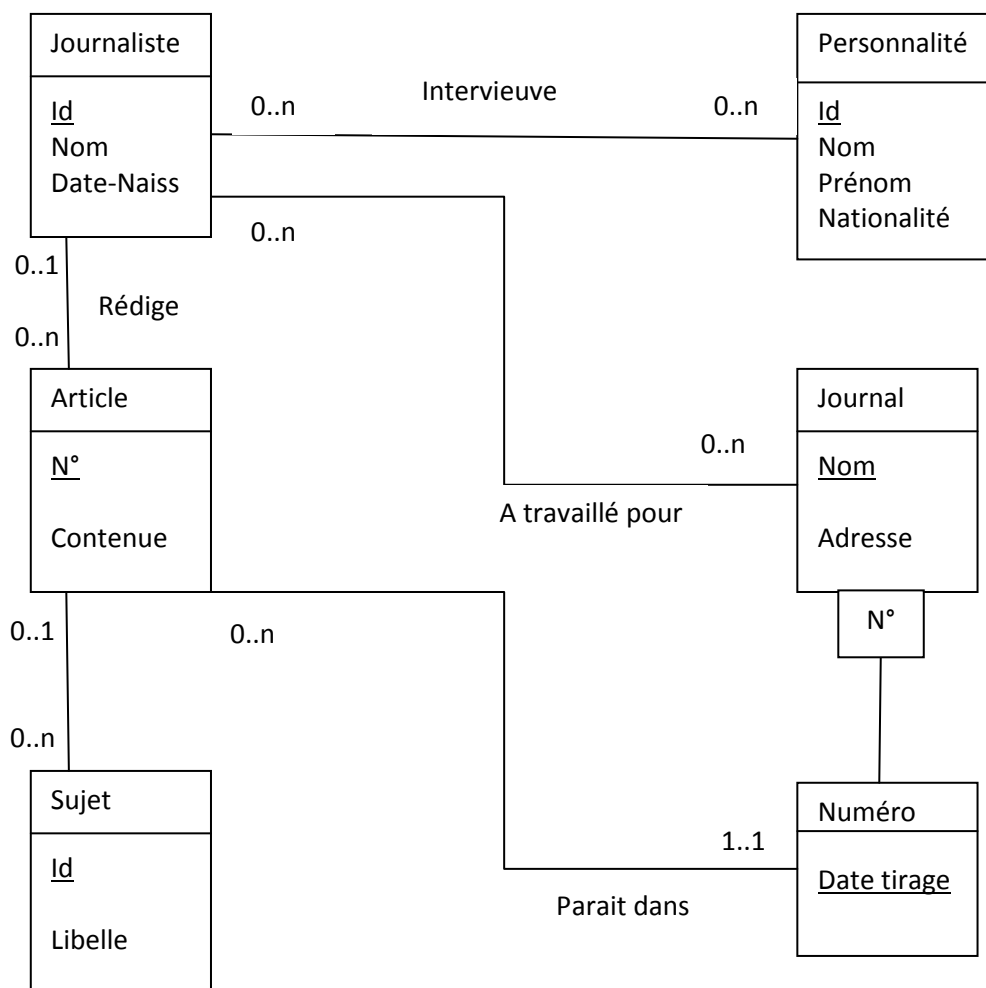 Journaliste
Personnalité
Intervieuve
0..n
0..n
Id
Nom
Date-Naiss
Id
Nom
Prénom
Nationalité
0..n
0..1
Rédige
0..n
Article
Journal
0..n
N°
Contenue
Nom
Adresse
A travaillé pour
N°
0..1
0..n
0..n
Sujet
Numéro
1..1
Id
Libelle
Date tirage
Parait dans